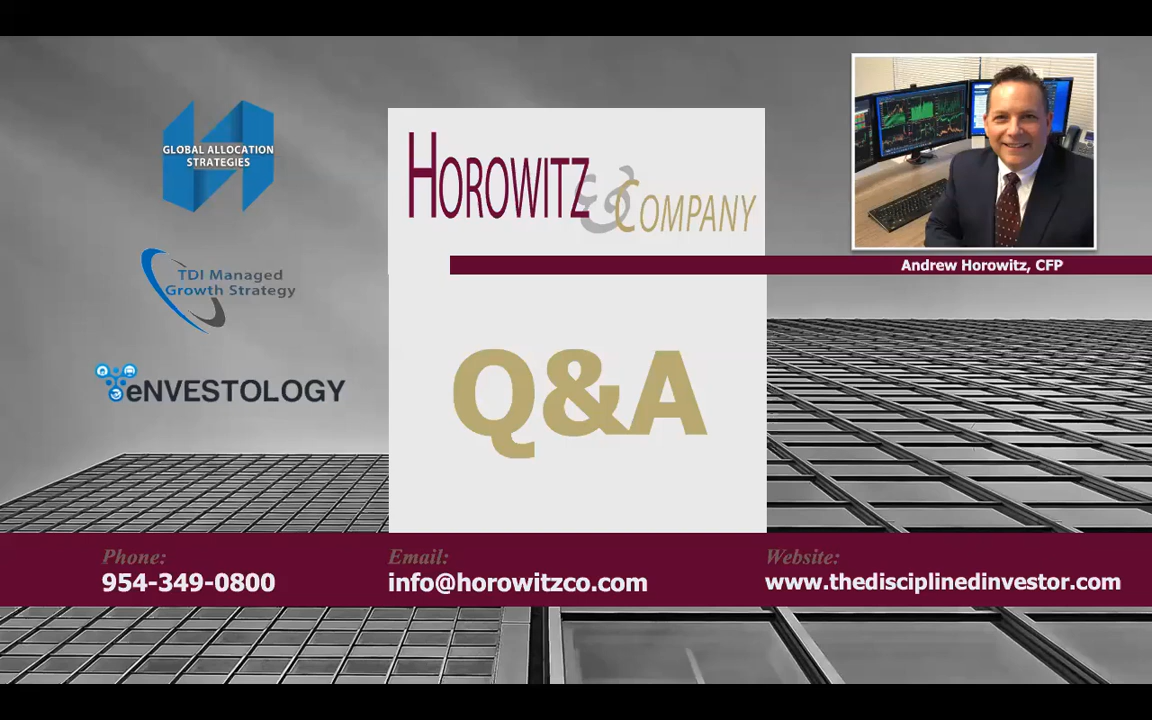 GLOBAL ALLOCATION
STRATEGIES
TDI Managed
Growth Strategy
eNVESTOLOGY
HOROWITZ & COMPANY
Q&A
Andrew Horowitz, CFP
Phone:
954-349-0800
Email:
info@horowitzco.com
Website:
www.thedisciplinedinvestor.com